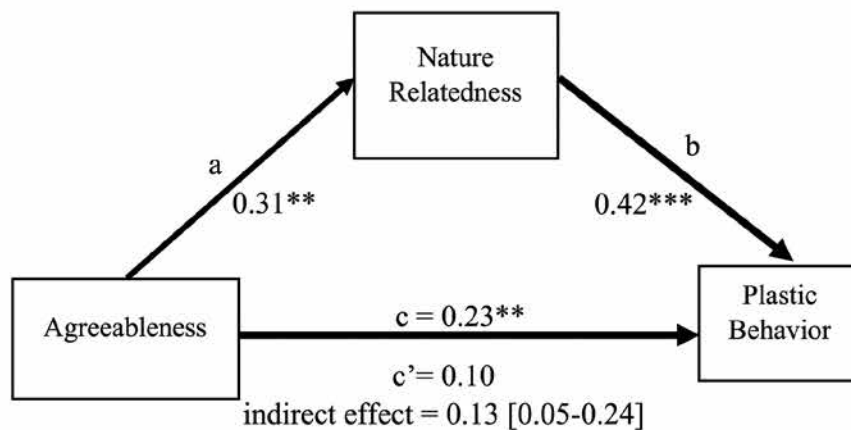 Nature
Relatedness
a
b
0.31**
0.42***
Agreeableness
c = 0.23**
Plastic
Behavior
c’= 0.10
indirect effect = 0.13 [0.05-0.24]